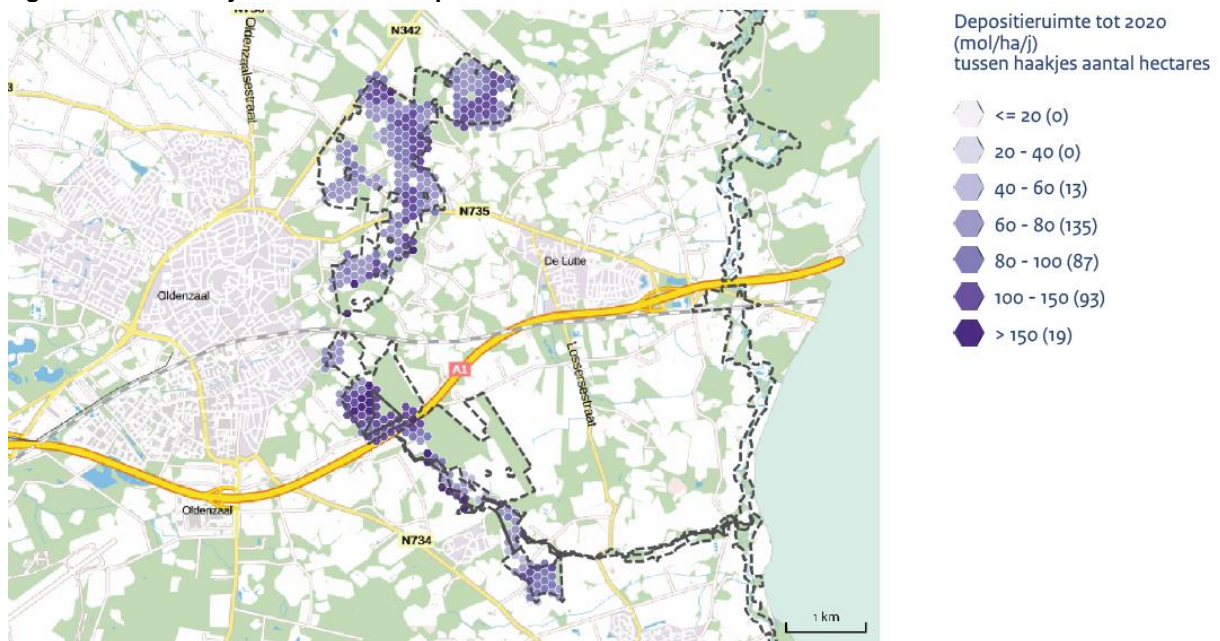 N342
Oldenzaalsestraat
3
N735
De Lutte
Oldenzaal
A1
Lossersestraat
Oldenzaal
N734
1 km
Depositieruimte tot 2020
(mol/ha/j)
tussen haakjes aantal hectares
<= 20 (0)
20 - 40 (0)
40 - 60 (13)
60 - 80 (135)
80 - 100 (87)
100 - 150 (93)
> 150 (19)